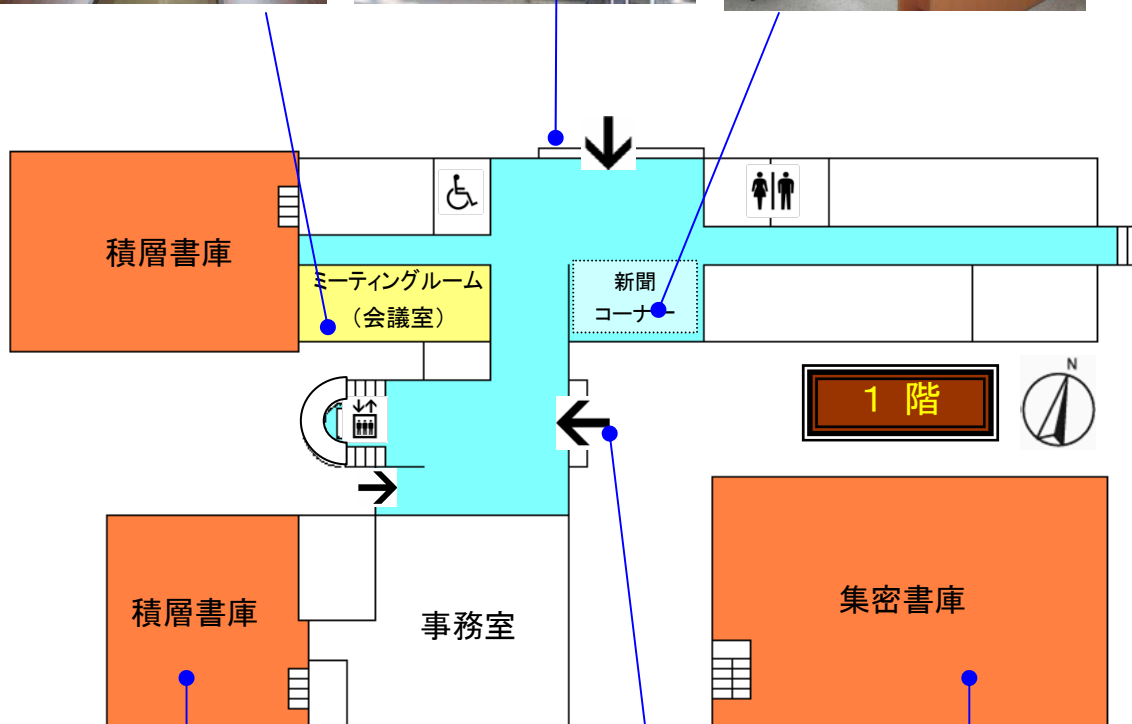 積層書庫
ミーティングルーム
（会議室）
新聞
コーナー
1 階
N
積層書庫
事務室
集密書庫